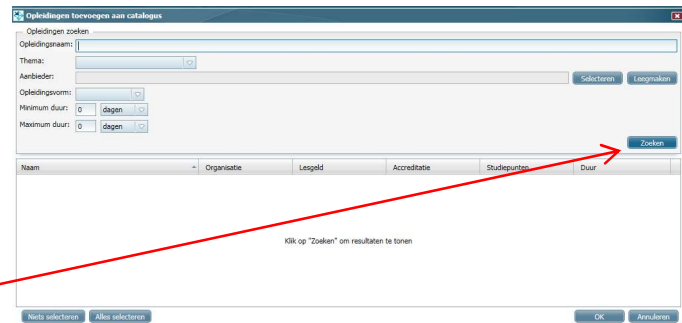 Opleidingen toevoegen aan catalogus
Opleidingen zoeken
Opleidingsnaam:
Thema:
Aanbieder: Selecteren Leegmaken
Opleidingsvorm:
Minimum duur: 0 dagen
Maximum duur: 0 dagen
Zoeken
Naam Organisatie Lesgeld Accreditatie Studiepunten Duur
Klik op "Zoeken" om resultaten te tonen
Niets selecteren Alles selecteren OK Annuleren